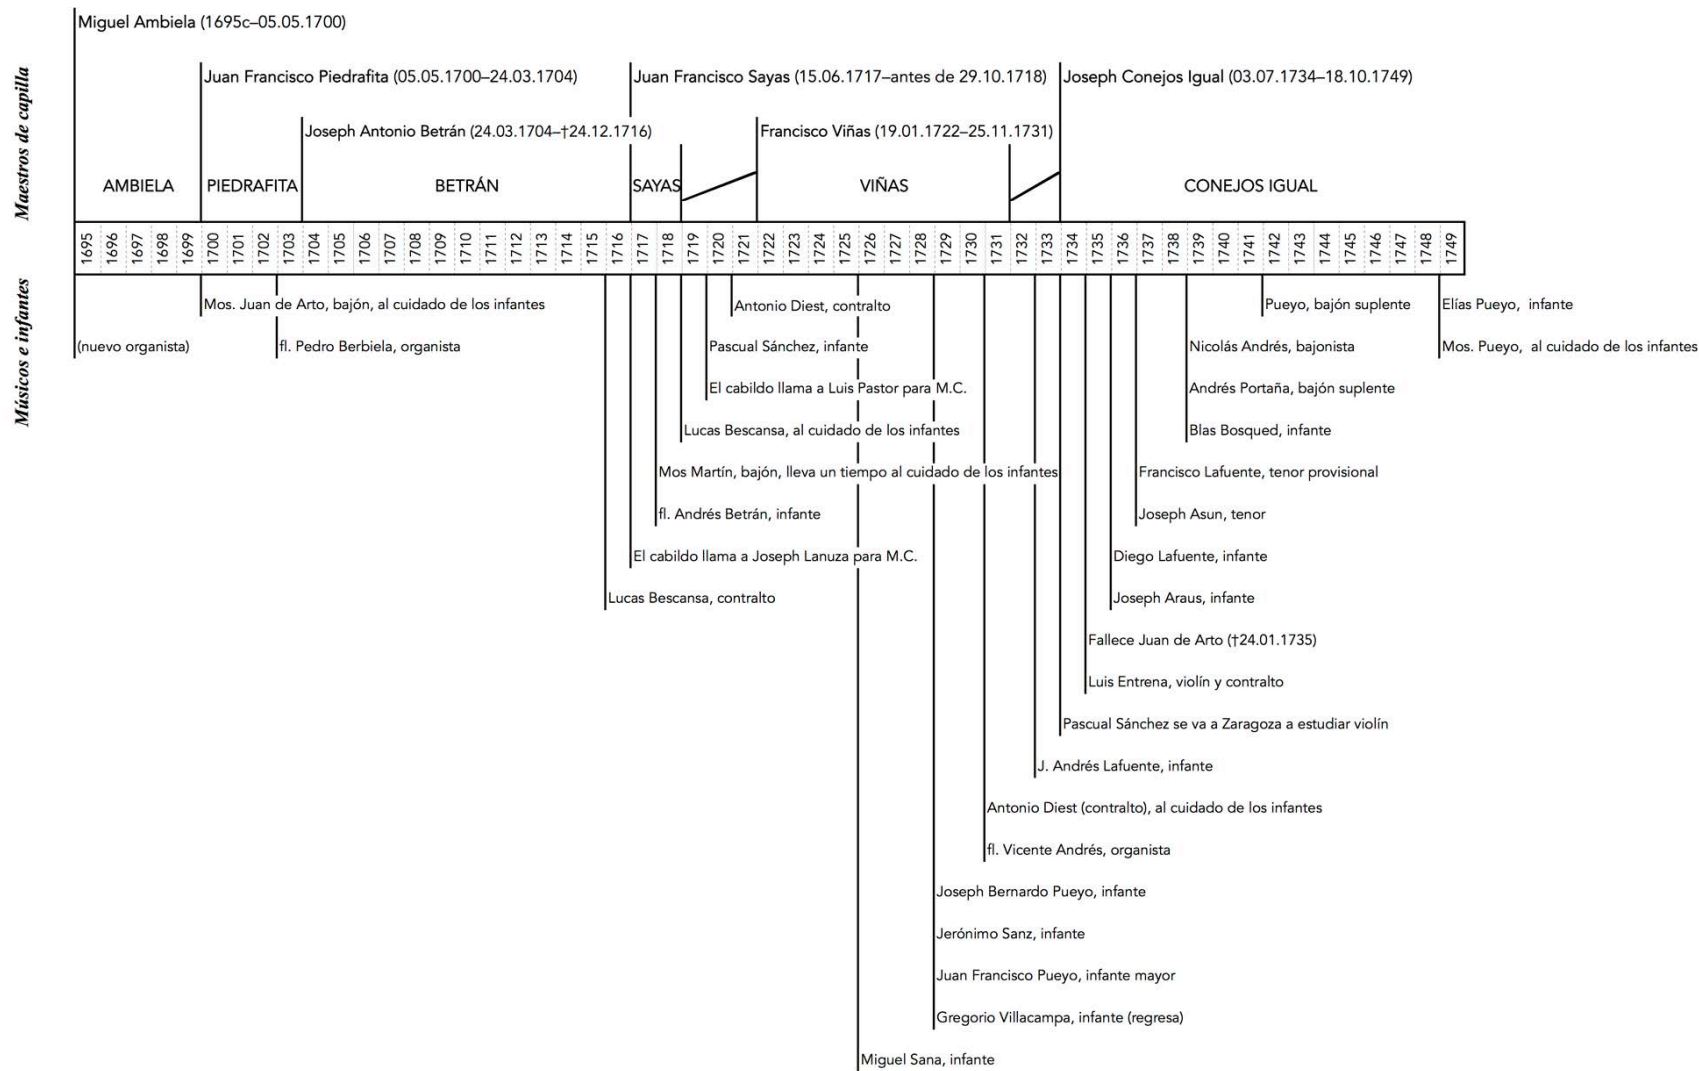 Maestros de capilla
Miguel Ambiela (1695c–05.05.1700)
Juan Francisco Piedrafita (05.05.1700–24.03.1704)
Juan Francisco Sayas (15.06.1717–antes de 29.10.1718)
Joseph Conejos Igual (03.07.1734–18.10.1749)
Joseph Antonio Betrán (24.03.1704–†24.12.1716)
Francisco Viñas (19.01.1722–25.11.1731)
AMBIELA
PIEDRAFITA
BETRÁN
SAYAS
VIÑAS
CONEJOS IGUAL
1695 1696 1697 1698 1699 1700 1701 1702 1703 1704 1705 1706 1707 1708 1709 1710 1711 1712 1713 1714 1715 1716 1717 1718 1719 1720 1721 1722 1723 1724 1725 1726 1727 1728 1729 1730 1731 1732 1733 1734 1735 1736 1737 1738 1739 1740 1741 1742 1743 1744 1745 1746 1747 1748 1749
Músicos e infantes
Mos. Juan de Arto, bajón, al cuidado de los infantes
Antonio Diest, contralto
Pueyo, bajón suplente
Elías Pueyo, infante
(nuevo organista)
fl. Pedro Berbiela, organista
Pascual Sánchez, infante
Nicolás Andrés, bajonista
Mos. Pueyo, al cuidado de los infantes
El cabildo llama a Luis Pastor para M.C.
Andrés Portaña, bajón suplente
Lucas Bescansa, al cuidado de los infantes
Blas Bosqued, infante
Mos Martín, bajón, lleva un tiempo al cuidado de los infantes
Francisco Lafuente, tenor provisional
fl. Andrés Betrán, infante
Joseph Asun, tenor
El cabildo llama a Joseph Lanuza para M.C.
Diego Lafuente, infante
Lucas Bescansa, contralto
Joseph Araus, infante
Fallece Juan de Arto (†24.01.1735)
Luis Entrena, violín y contralto
Pascual Sánchez se va a Zaragoza a estudiar violín
J. Andrés Lafuente, infante
Antonio Diest (contralto), al cuidado de los infantes
fl. Vicente Andrés, organista
Joseph Bernardo Pueyo, infante
Jerónimo Sanz, infante
Juan Francisco Pueyo, infante mayor
Gregorio Villacampa, infante (regresa)
Miguel Sana, infante